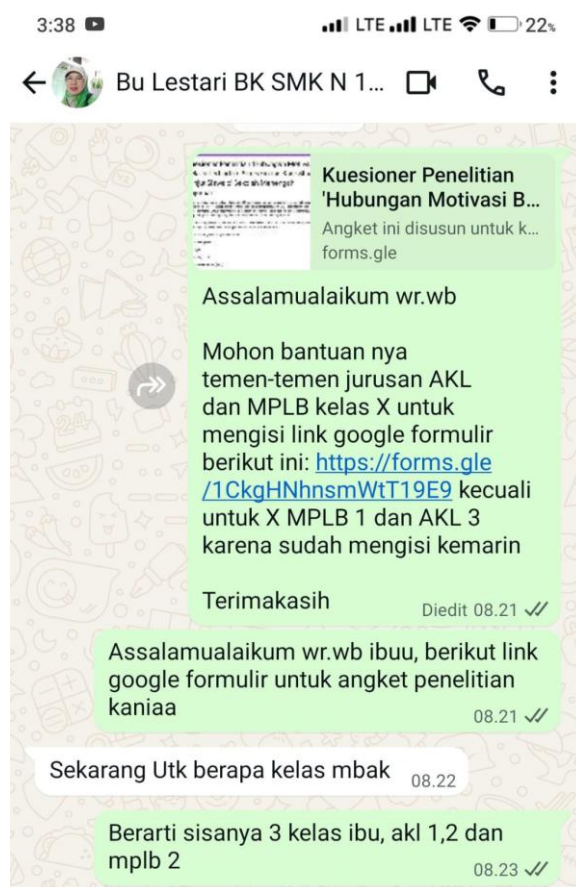 3:38
LTE LTE 22%
Bu Lestari BK SMK N 1...
Kuesioner Penelitian
'Hubungan Motivasi B...
Angket ini disusun untuk k...
forms.gle
Assalamualaikum wr.wb
Mohon bantuan nya
temen-temen jurusan AKL
dan MPLB kelas X untuk
mengisi link google formulir
berikut ini: https://forms.gle
/1CkgHNhnsmWtT19E9 kecuali
untuk X MPLB 1 dan AKL 3
karena sudah mengisi kemarin
Terimakasih
Diedit 08.21
Assalamualaikum wr.wb ibuu, berikut link
google formulir untuk angket penelitian
kaniaa
08.21
Sekarang Utk berapa kelas mbak 08.22
Berarti sisanya 3 kelas ibu, akl 1,2 dan
mplb 2
08.23